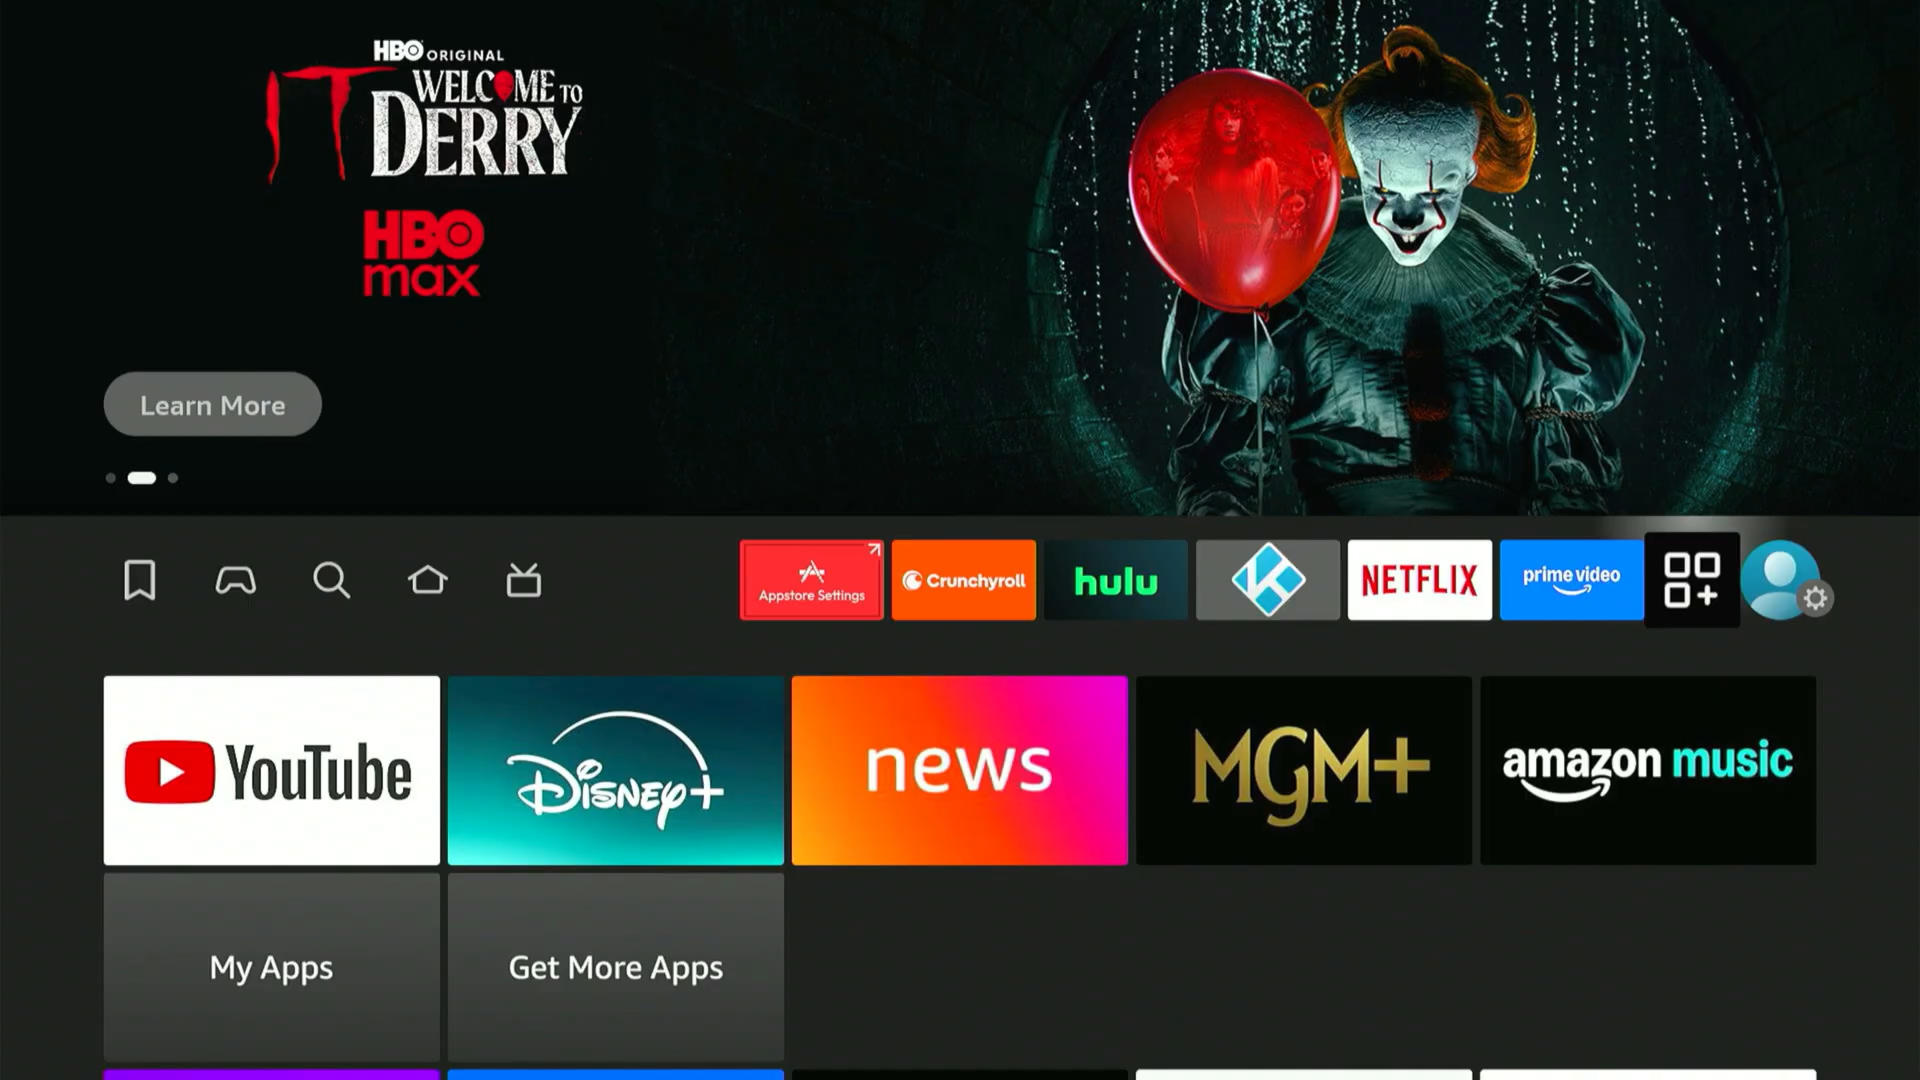 HBO ORIGINAL
IT WELCOME TO
DERRY
HBO
max
Learn More
Appstore Settings
Crunchyroll
hulu
NETFLIX
prime video
YouTube
Disney+
news
MGM+
amazon music
My Apps
Get More Apps